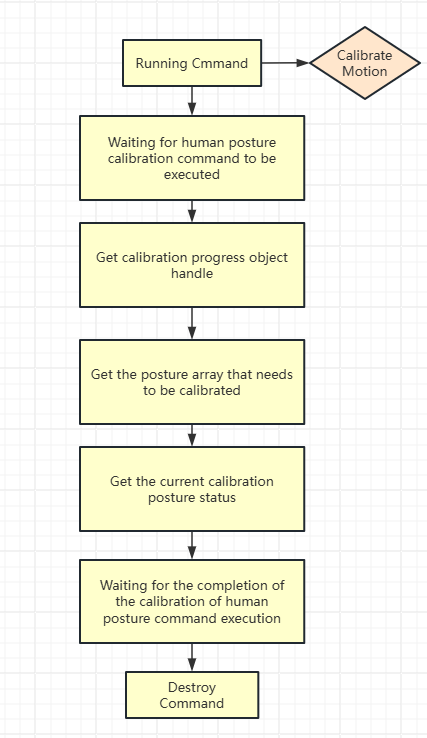 Running Cmmand
Calibrate
Motion
Waiting for human posture
calibration command to be
executed
Get calibration progress object
handle
Get the posture array that needs
to be calibrated
Get the current calibration
posture status
Waiting for the completion of
the calibration of human
posture command execution
Destroy
Command